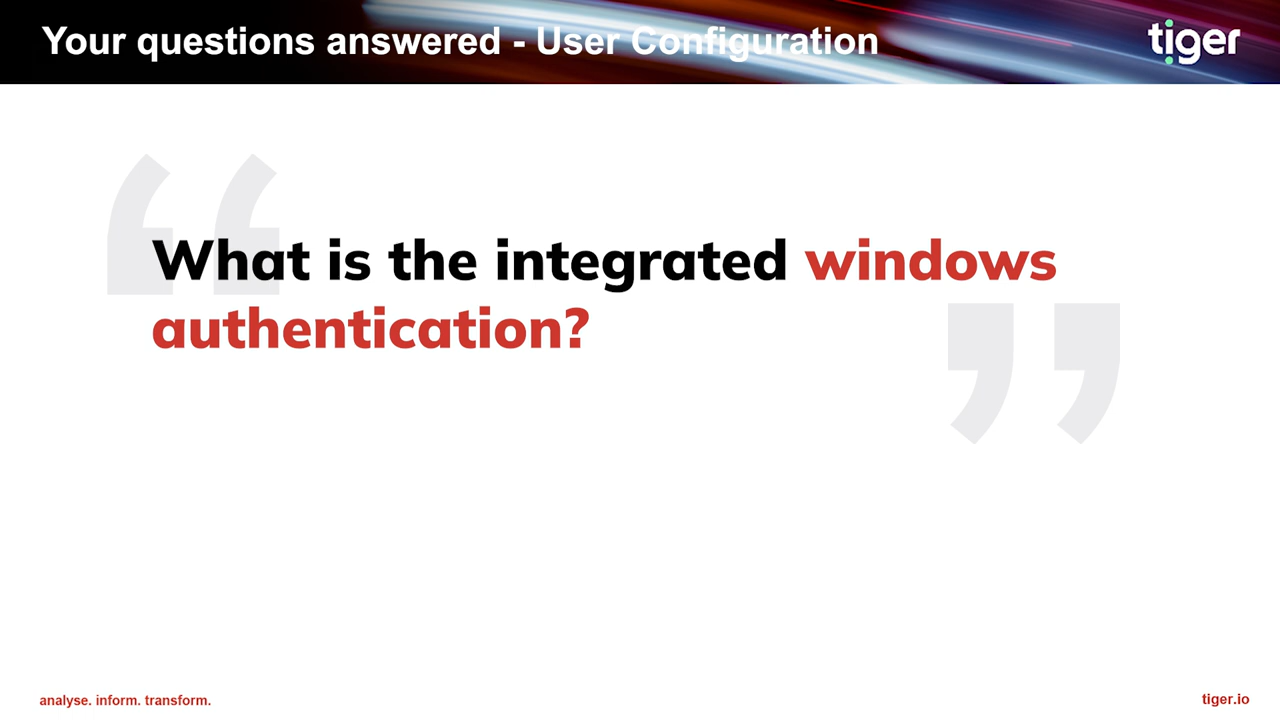 Your questions answered - User Configuration
tiger
What is the integrated windows
authentication?
analyse. inform. transform.
tiger.io